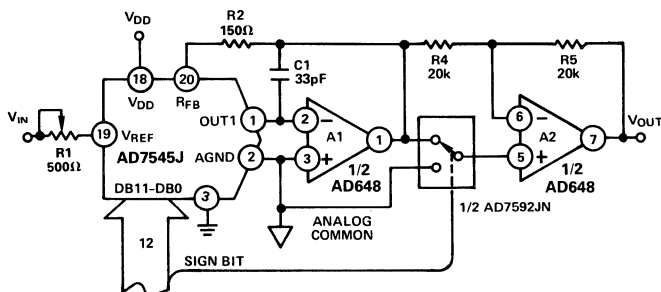 VDD
R2
150Ω
C1
33pF
R4
20k
R5
20k
18
20
VDD
RFB
VIN
R1
500Ω
19
VREF
AD7545J
OUT1
1
AGND
2
DB11–DB0
3
12
2
3
A1
1
1/2
AD648
6
5
A2
7
1/2
AD648
VOUT
1/2 AD7592JN
ANALOG
COMMON
SIGN BIT